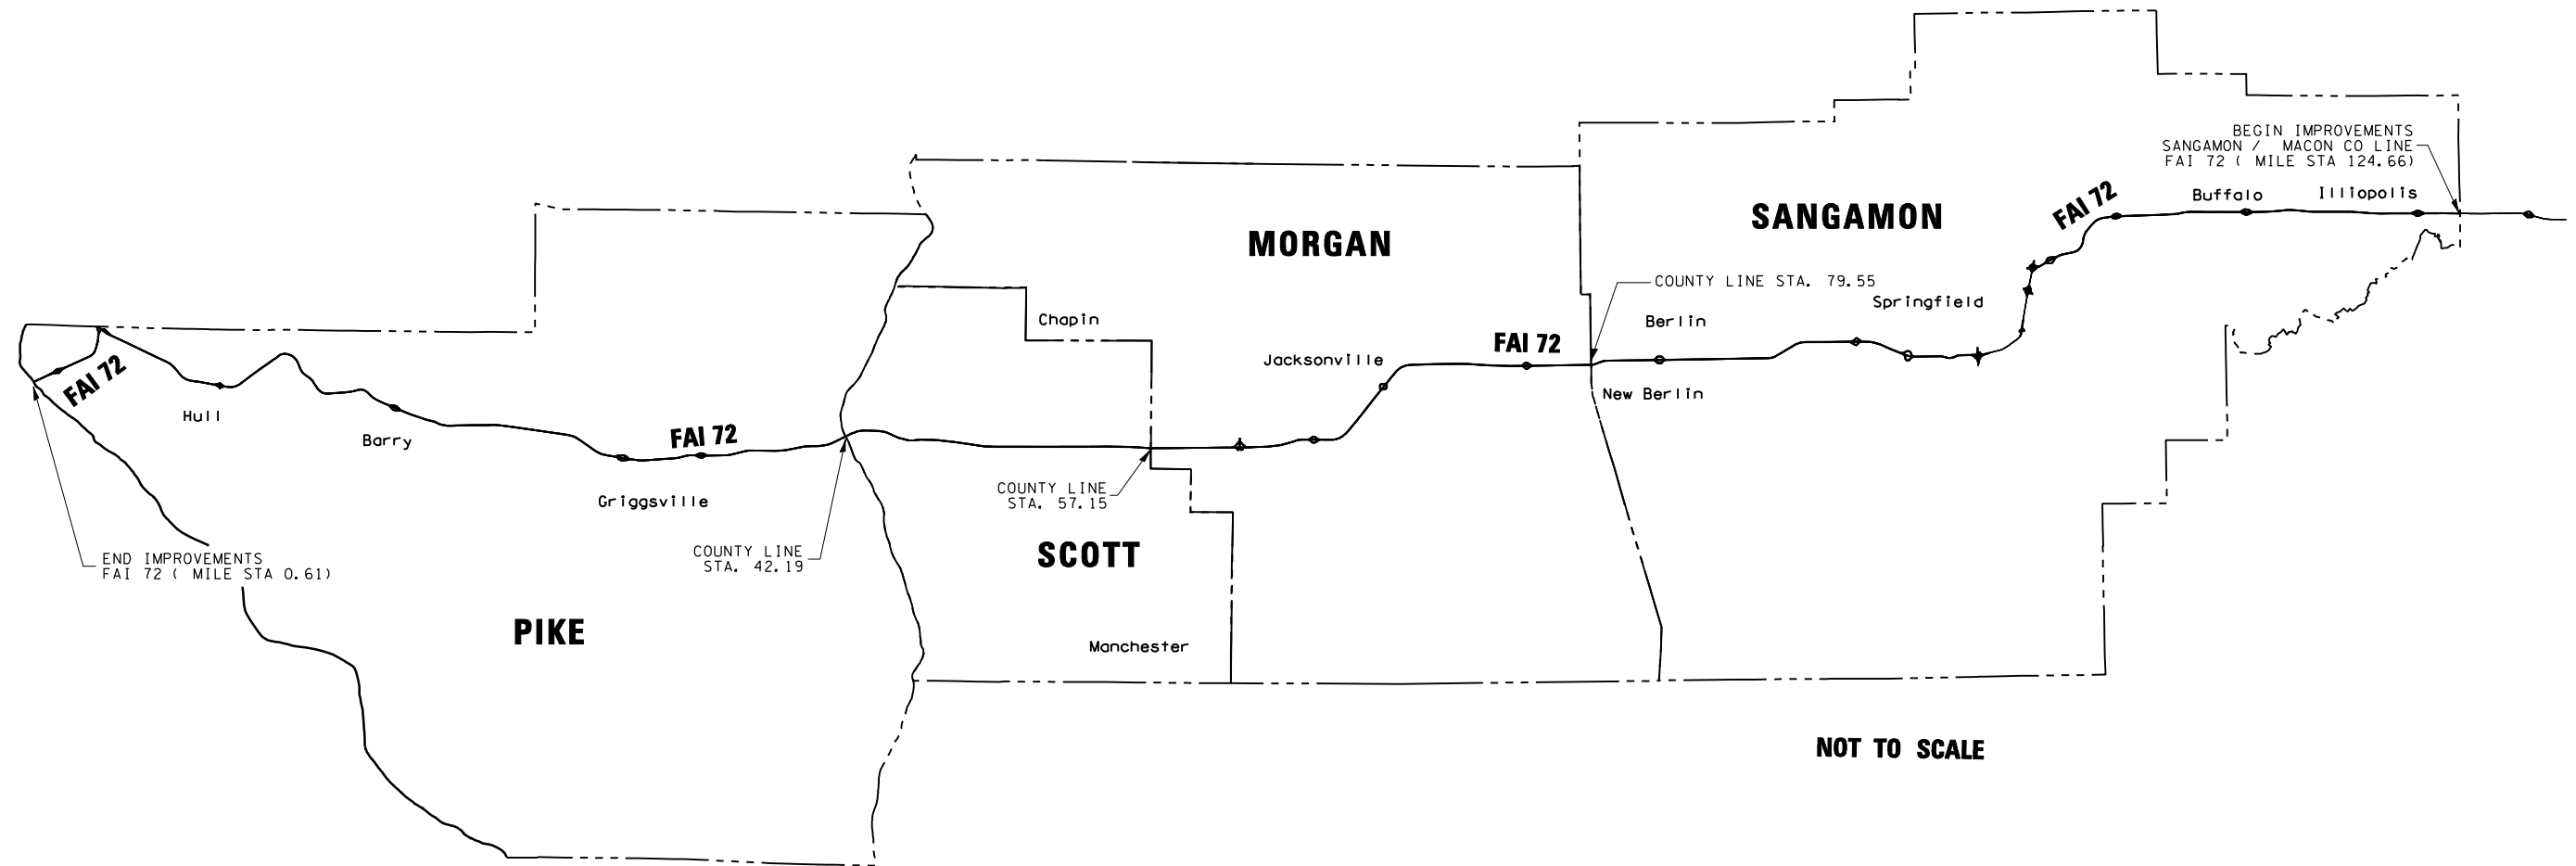 BEGIN IMPROVEMENTS
SANGAMON / MACON CO LINE
FAI 72 ( MILE STA 124.66)
Buffalo
Illiopolis
FAI 72
SANGAMON
MORGAN
COUNTY LINE STA. 79.55
Springfield
Berlin
Chapin
FAI 72
Jacksonville
New Berlin
FAI 72
Hull
Barry
FAI 72
Griggsville
COUNTY LINE
STA. 57.15
COUNTY LINE
STA. 42.19
END IMPROVEMENTS
FAI 72 ( MILE STA 0.61)
SCOTT
PIKE
Manchester
NOT TO SCALE